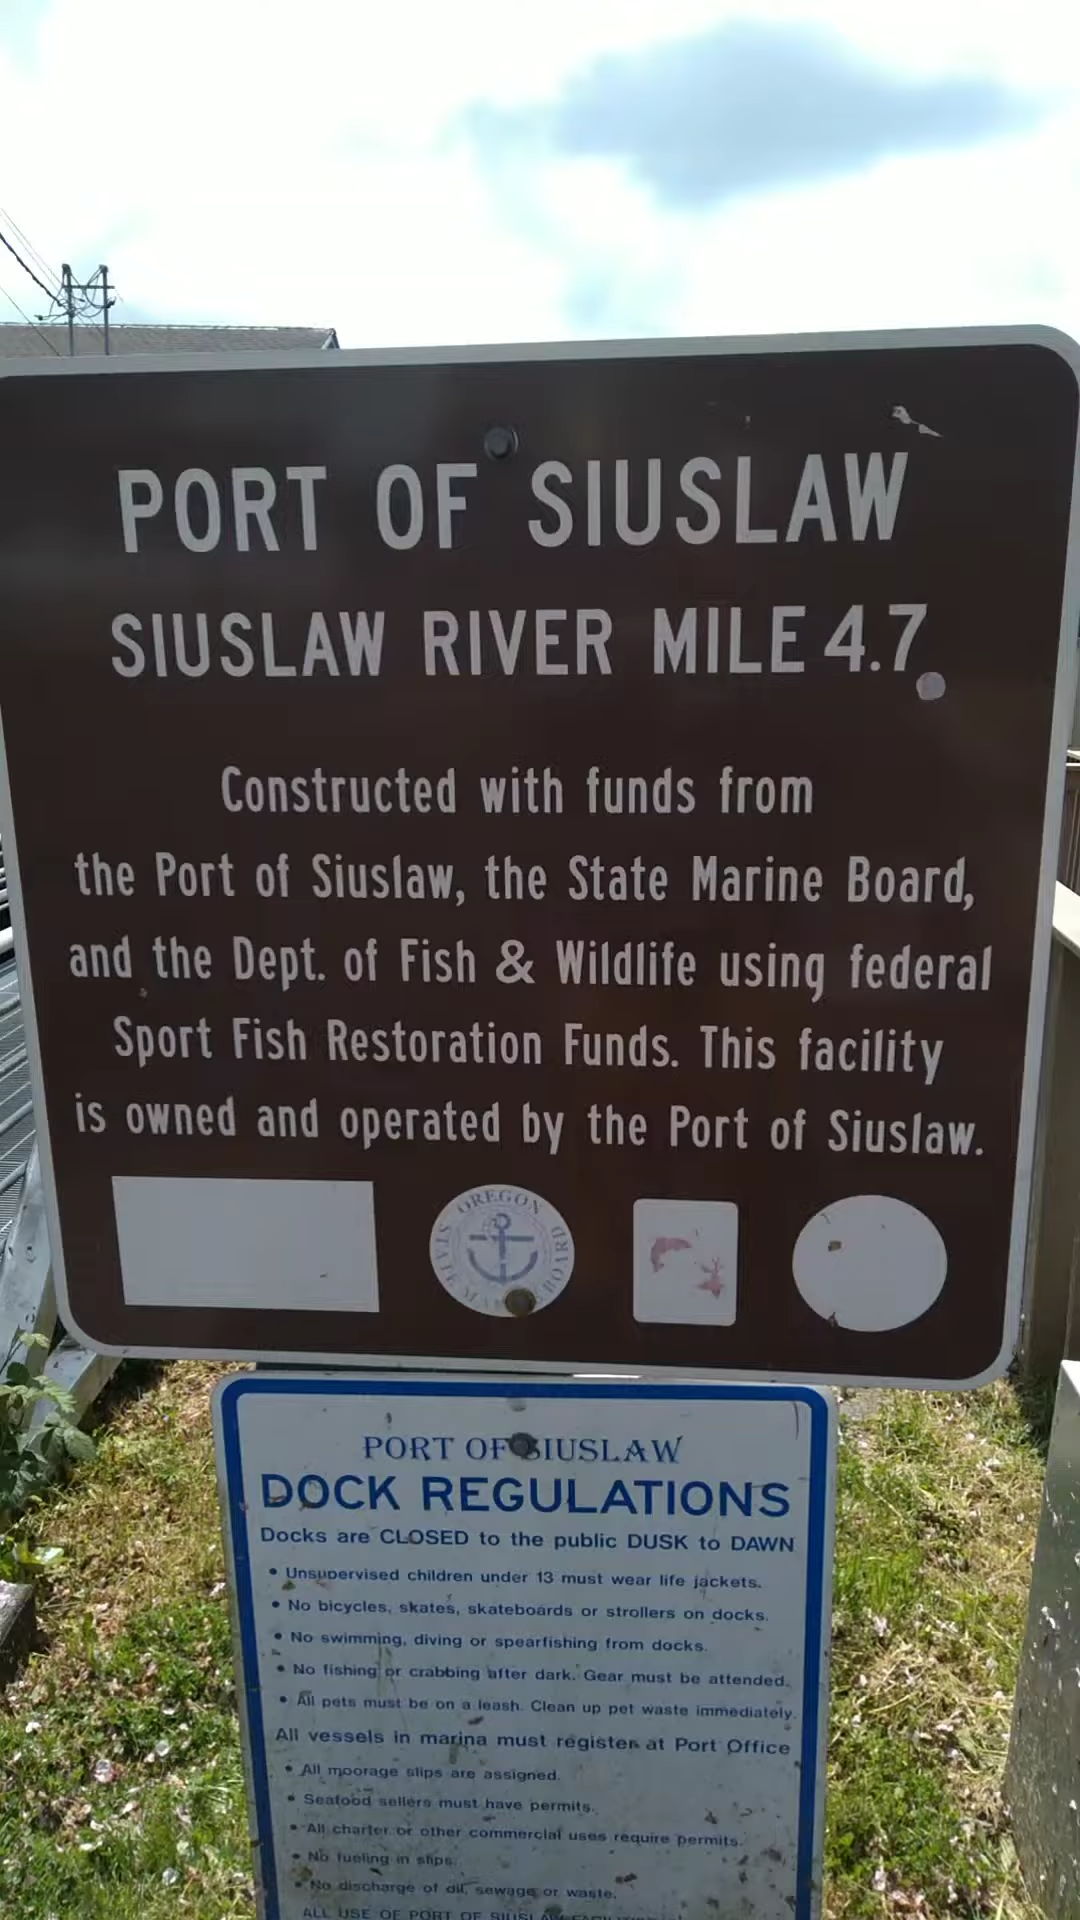 PORT OF SIUSLAW
SIUSLAW RIVER MILE 4.7
Constructed with funds from
the Port of Siuslaw, the State Marine Board,
and the Dept. of Fish & Wildlife using federal
Sport Fish Restoration Funds. This facility
is owned and operated by the Port of Siuslaw.
OREGON
STATE MARINE BOARD
PORT OF SIUSLAW
DOCK REGULATIONS
Docks are CLOSED to the public DUSK to DAWN
• Unsupervised children under 13 must wear life jackets.
• No bicycles, skates, skateboards or strollers on docks.
• No swimming, diving or spearfishing from docks.
• No fishing or crabbing after dark. Gear must be attended.
• All pets must be on a leash. Clean up pet waste immediately.
All vessels in marina must register at Port Office
• All moorage slips are assigned.
• Seafood sellers must have permits.
• All charter or other commercial uses require permits.
• No fueling in slips.
• No discharge of oil, sewage or waste.
ALL USE OF PORT OF SIUSLAW